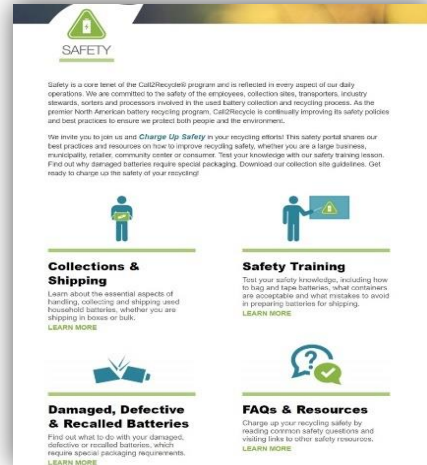 SAFETY
Safety is a core tenet of the Call2Recycle® program and is reflected in every aspect of our daily
operations. We are committed to the safety of the employees, collection sites, transporters, industry
stewards, sorters and processors involved in the used battery collection and recycling process. As the
premier North American battery recycling program, Call2Recycle is continually improving its safety policies
and best practices to ensure we protect both people and the environment.
We invite you to join us and Charge Up Safety in your recycling efforts! This safety portal shares our
best practices and resources on how to improve recycling safety, whether you are a large business,
municipality, retailer, community center or consumer. Test your knowledge with our safety training lesson.
Find out why damaged batteries require special packaging. Download our collection site guidelines. Get
ready to charge up the safety of your recycling!
Collections &
Shipping
Learn about the essential aspects of
handling, collecting and shipping used
household batteries, whether you are
shipping in boxes or bulk.
LEARN MORE
Safety Training
Test your safety knowledge, including how
to bag and tape batteries, what containers
are acceptable and what mistakes to avoid
in preparing batteries for shipping.
LEARN MORE
Damaged, Defective
& Recalled Batteries
Find out what to do with your damaged,
defective or recalled batteries, which
require special packaging requirements.
LEARN MORE
FAQs & Resources
Charge up your recycling safety by
reading common safety questions and
visiting links to other safety resources.
LEARN MORE